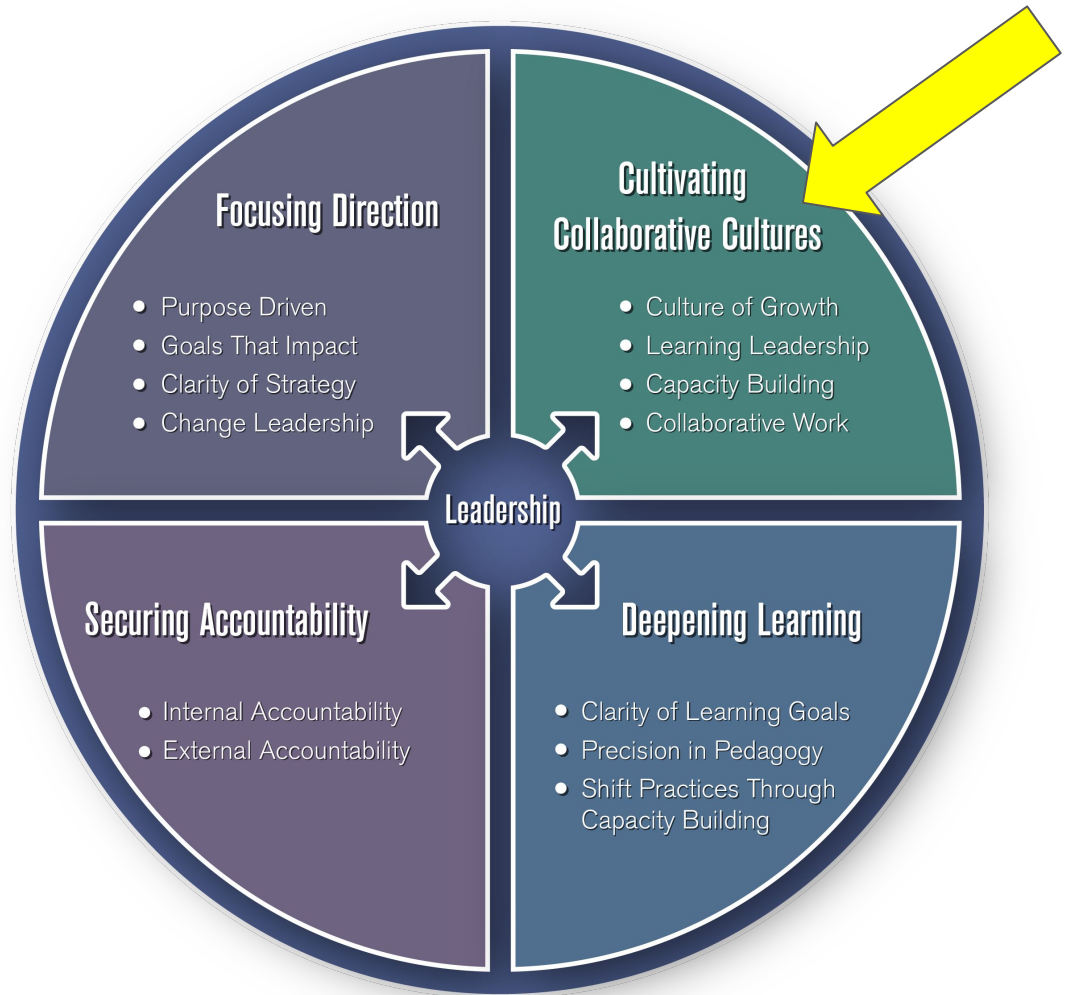 Focusing Direction
• Purpose Driven
• Goals That Impact
• Clarity of Strategy
• Change Leadership
Cultivating
Collaborative Cultures
• Culture of Growth
• Learning Leadership
• Capacity Building
• Collaborative Work
Leadership
Securing Accountability
• Internal Accountability
• External Accountability
Deepening Learning
• Clarity of Learning Goals
• Precision in Pedagogy
• Shift Practices Through
Capacity Building